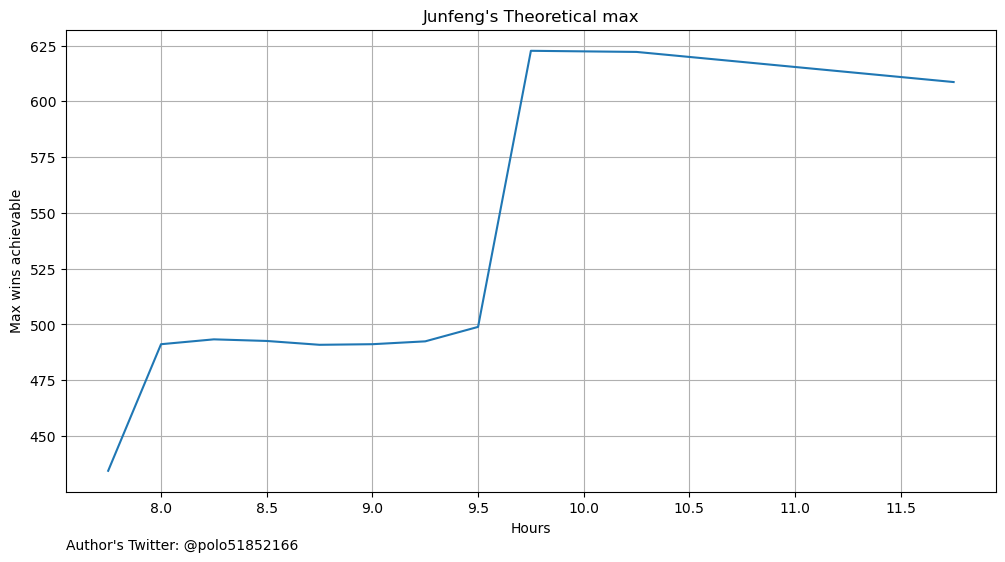 Junfeng's Theoretical max
625
600
575
550
525
500
475
450
Max wins achievable
8.0 8.5 9.0 9.5 10.0 10.5 11.0 11.5
Hours
Author's Twitter: @polo51852166